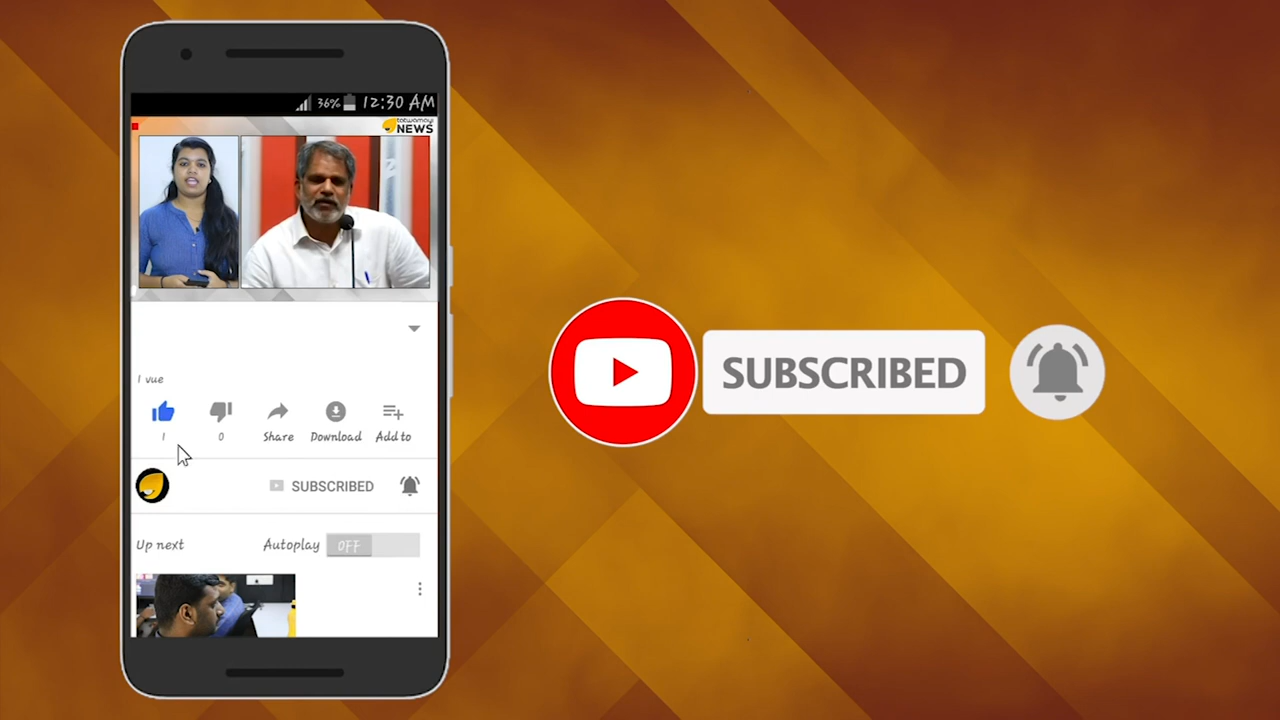 36% 12:30 AM
tatwamayi
NEWS
1 vue
1 0 Share Download Add to
SUBSCRIBED
Up next Autoplay OFF
SUBSCRIBED